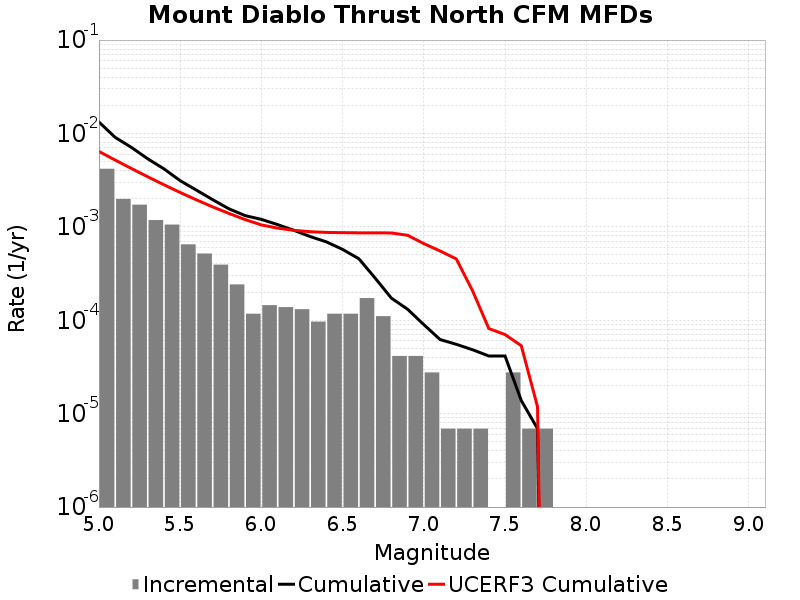 Mount Diablo Thrust North CFM MFDs
10-1
10-2
10-3
10-4
10-5
10-6
Rate (1/yr)
5.0 5.5 6.0 6.5 7.0 7.5 8.0 8.5 9.0
Magnitude
Incremental Cumulative UCERF3 Cumulative